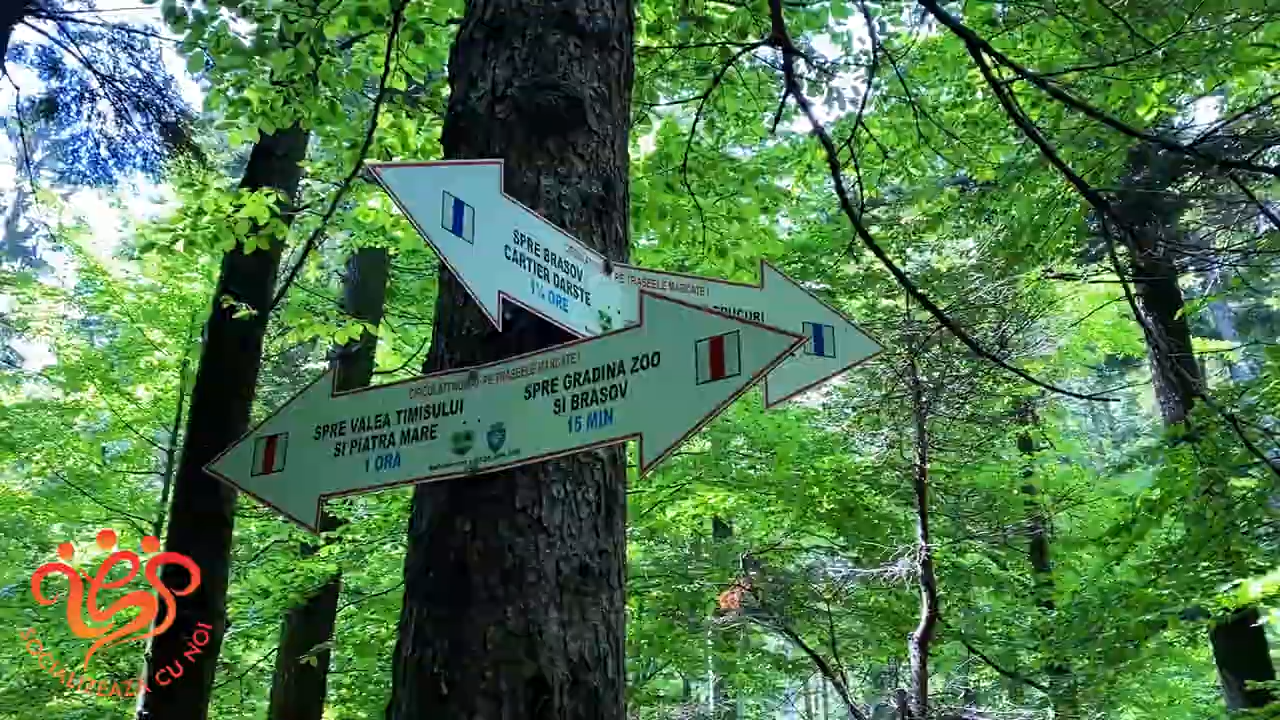 SPRE BRASOV
CARTIER DARSTE
1½ ORE
PE TRASEELE MARCATE !
CIRCULATI NUMAI PE TRASEELE MARCATE !
SPRE VALEA TIMISULUI
SI PIATRA MARE
1 ORA
SPRE GRADINA ZOO
SI BRASOV
15 MIN
SOCIALIZEAZĂ CU NOI